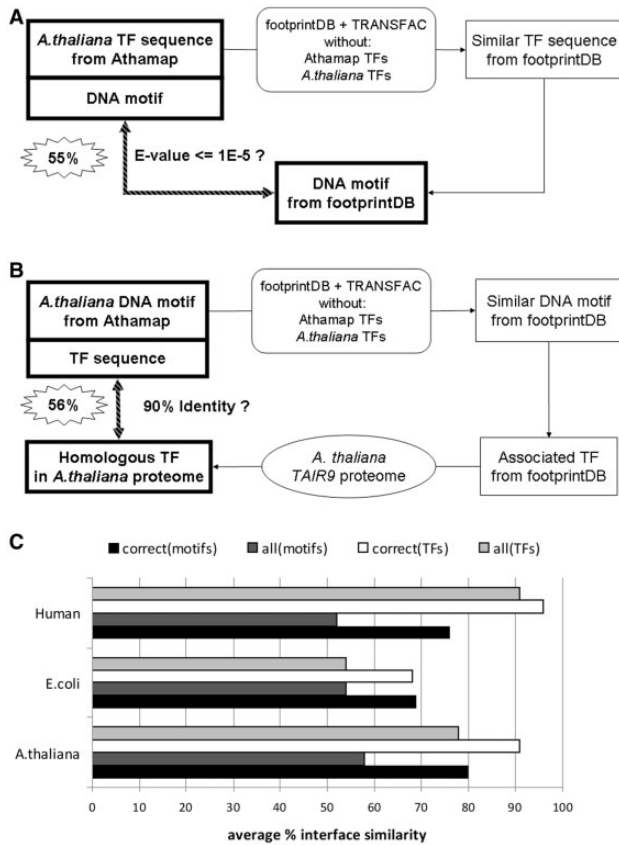 A
A.thaliana TF sequence
from Athamap
DNA motif
footprintDB + TRANSFAC
without:
Athamap TFs
A.thaliana TFs
Similar TF sequence
from footprintDB
55%
E-value <= 1E-5 ?
DNA motif
from footprintDB
B
A.thaliana DNA motif
from Athamap
TF sequence
footprintDB + TRANSFAC
without:
Athamap TFs
A.thaliana TFs
Similar DNA motif
from footprintDB
56%
90% Identity ?
Homologous TF
in A.thaliana proteome
A. thaliana
TAIR9 proteome
Associated TF
from footprintDB
C
correct(motifs) all(motifs) correct(TFs) all(TFs)
Human
E.coli
A.thaliana
0 10 20 30 40 50 60 70 80 90 100
average % interface similarity